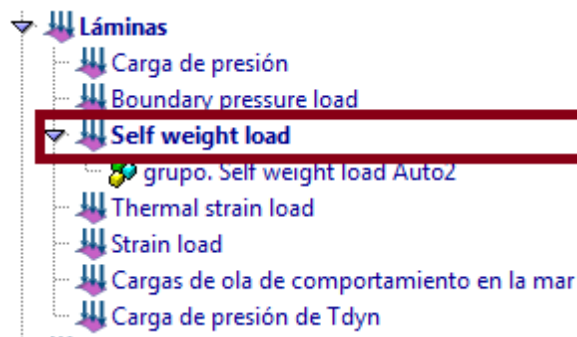 Láminas
Carga de presión
Boundary pressure load
Self weight load
grupo. Self weight load Auto2
Thermal strain load
Strain load
Cargas de ola de comportamiento en la mar
Carga de presión de Tdyn